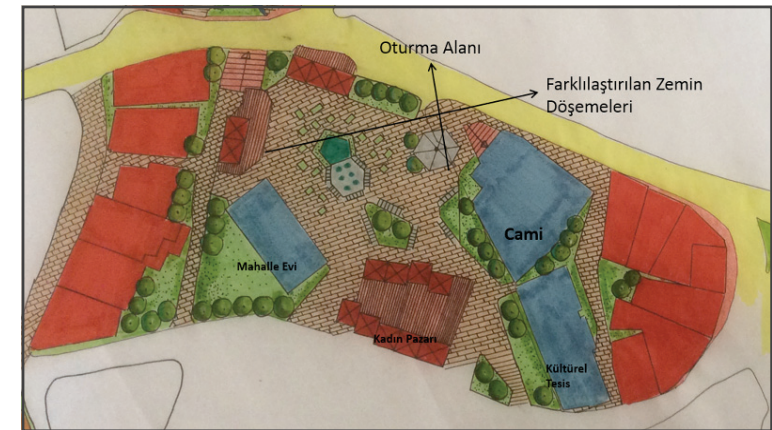 Oturma Alanı
Farklılaştırılan Zemin
Döşemeleri
Cami
Mahalle Evi
Kadın Pazarı
Kültürel
Tesis